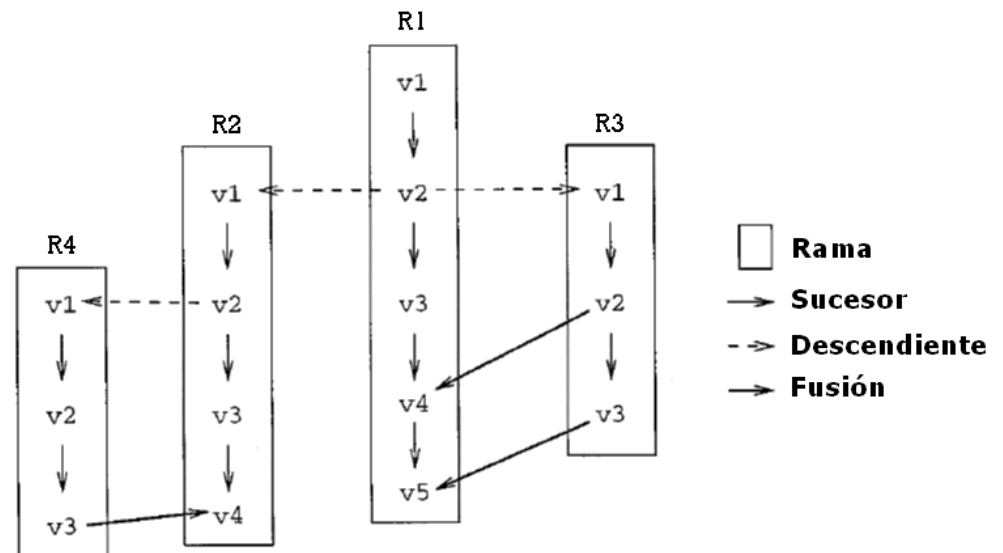 R1
v1
v2
v3
v4
v5
R2
v1
v2
v3
v4
R3
v1
v2
v3
R4
v1
v2
v3
Rama
Sucesor
Descendiente
Fusión